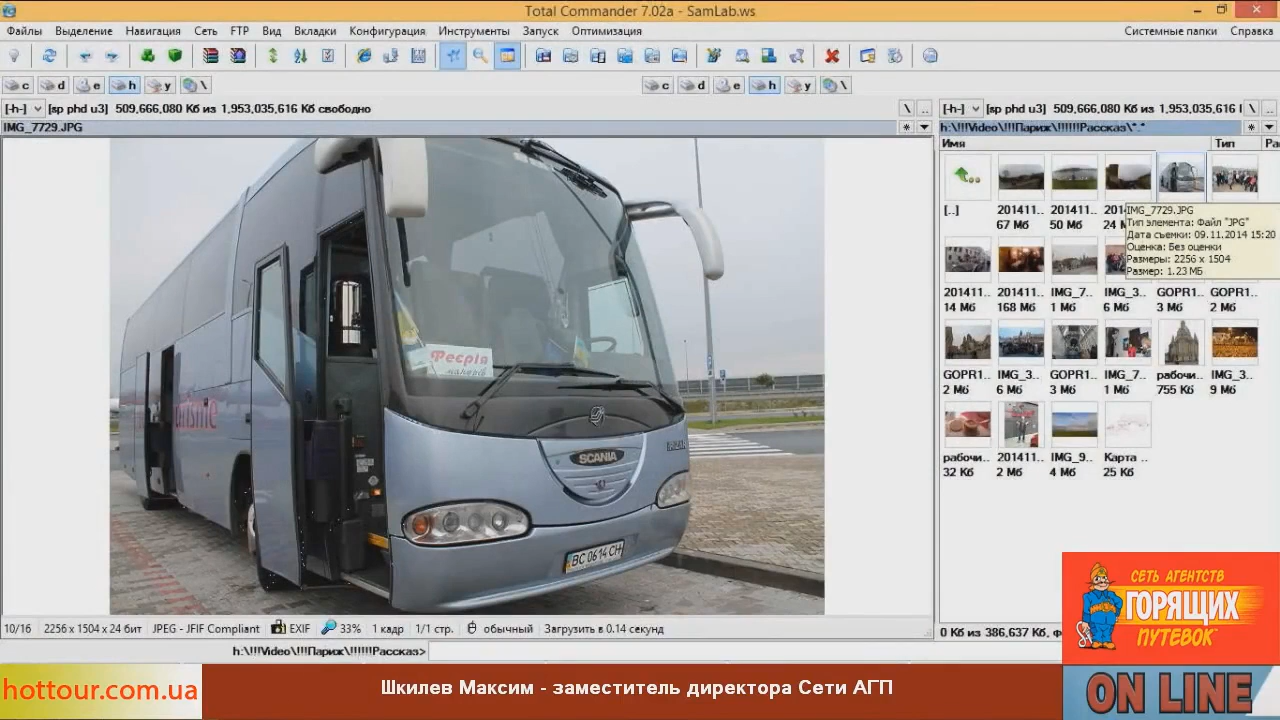 Total Commander 7.02a - SamLab.ws
Файлы Выделение Навигация Сеть FTP Вид Вкладки Конфигурация Инструменты Запуск Оптимизация Системные папки Справка
c d e h y \ c d e h y \
[-h-] [sp phd u3] 509,666,080 Кб из 1,953,035,616 Кб свободно \ .. [-h-] [sp phd u3] 509,666,080 Кб из 1,953,035,616 \ ..
IMG_7729.JPG * h:\!!!Video\!!!Париж\!!!!!!Рассказ\*.* *
Имя Тип
[..] 201411.. 201411..
67 Мб 50 Мб 24
IMG_7729.JPG
Тип элемента: Файл "JPG"
Дата съемки: 09.11.2014 15:20
Оценка: Без оценки
Размеры: 2256 x 1504
Размер: 1.23 МБ
201411.. 201411.. IMG_7.. IMG_3.. GOPR1.. GOPR1..
14 Мб 168 Мб 1 Мб 6 Мб 3 Мб 2 Мб
GOPR1.. IMG_3.. GOPR1.. IMG_7.. рабочи.. IMG_3..
2 Мб 6 Мб 3 Мб 1 Мб 755 Кб 9 Мб
рабочи.. 201411.. IMG_9.. Карта ..
32 Кб 2 Мб 4 Мб 25 Кб
Феєрія
мандрів
SCANIA
BC 0614 CH
10/16 2256 x 1504 x 24 бит JPEG - JFIF Compliant EXIF 33% 1 кадр 1/1 стр. обычный Загрузить в 0.14 секунд
0 Кб из 386,637 Кб, ф
h:\!!!Video\!!!Париж\!!!!!!Рассказ>
СЕТЬ АГЕНТСТВ
ГОРЯЩИХ
ПУТЕВОК
hottour.com.ua
Шкилев Максим - заместитель директора Сети АГП
ON LINE